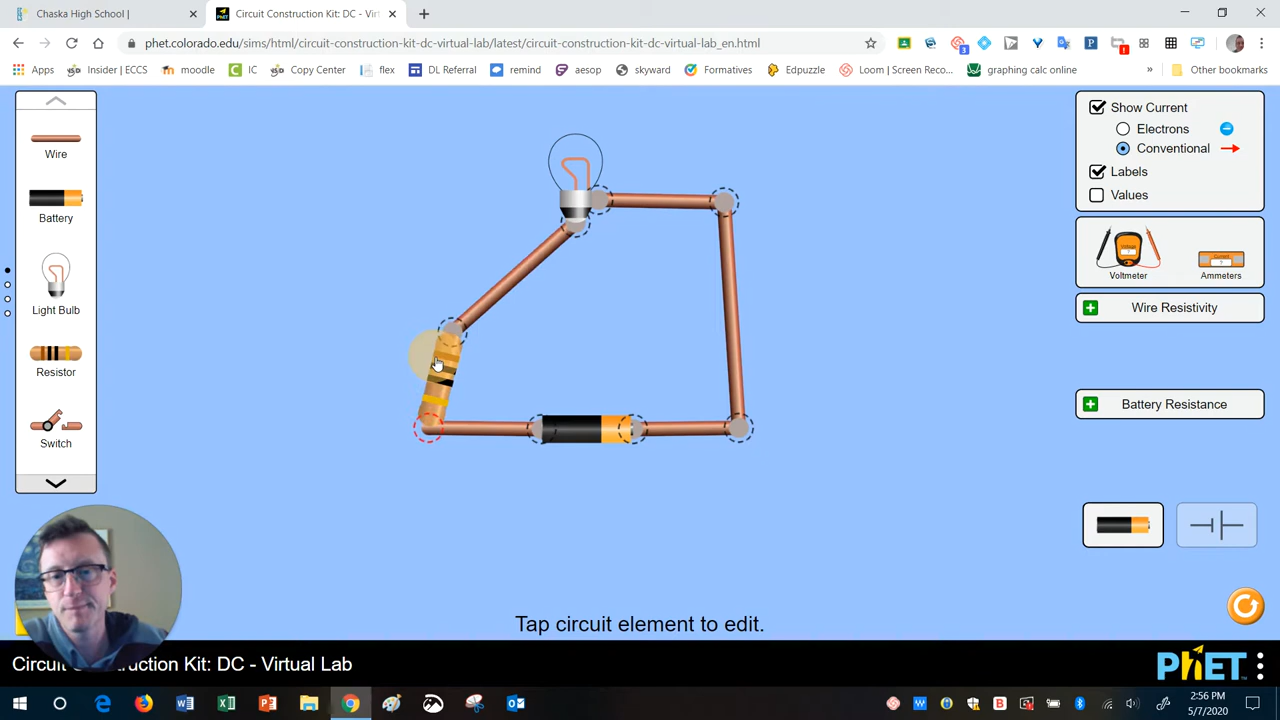 Chaska High School |
Circuit Construction Kit: DC - Virt
phet.colorado.edu/sims/html/circuit-construction-kit-dc-virtual-lab/latest/circuit-construction-kit-dc-virtual-lab_en.html
Apps
Insider | ECCS
moodle
IC
Copy Center
flex
DL Referral
remind
aesop
skyward
Formatives
Edpuzzle
Loom | Screen Reco...
graphing calc online
»
Other bookmarks
Wire
Battery
Light Bulb
Resistor
Switch
Show Current
Electrons
Conventional
Labels
Values
Voltage
?
Voltmeter
Current
?
Ammeters
Wire Resistivity
Battery Resistance
Tap circuit element to edit.
Circuit Construction Kit: DC - Virtual Lab
PhET
2:56 PM
5/7/2020